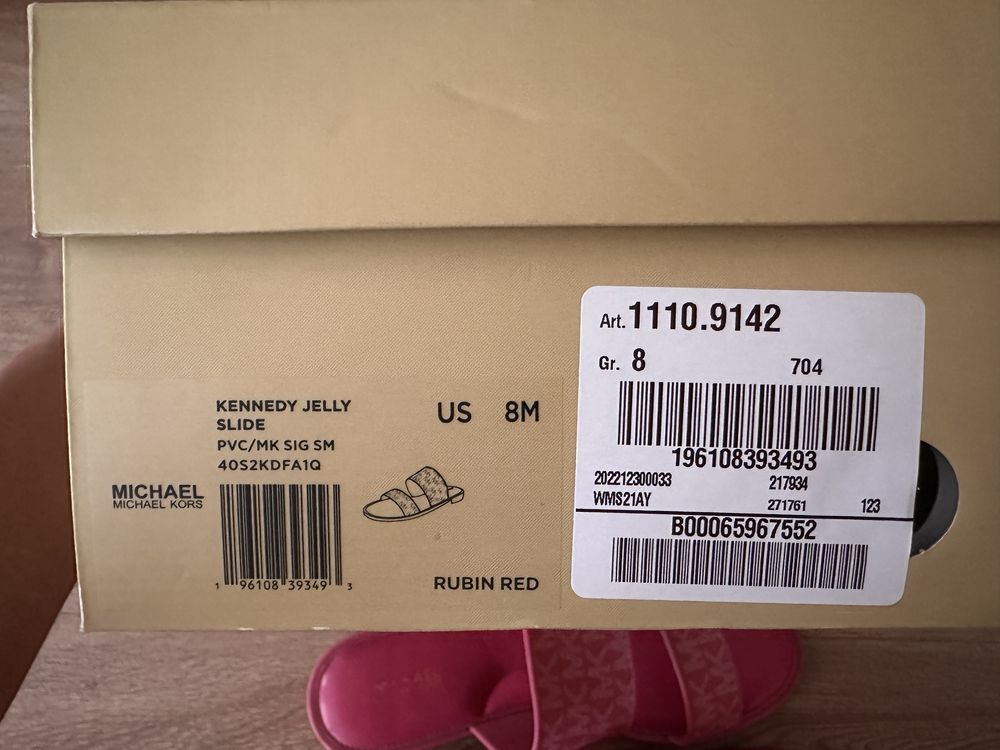 KENNEDY JELLY
SLIDE
PVC/MK SIG SM
40S2KDFA1Q
US 8M
MICHAEL
MICHAEL KORS
1 96108 39349 3
RUBIN RED
Art. 1110.9142
Gr. 8 704
196108393493
202212300033 217934
WMS21AY 271761 123
B00065967552